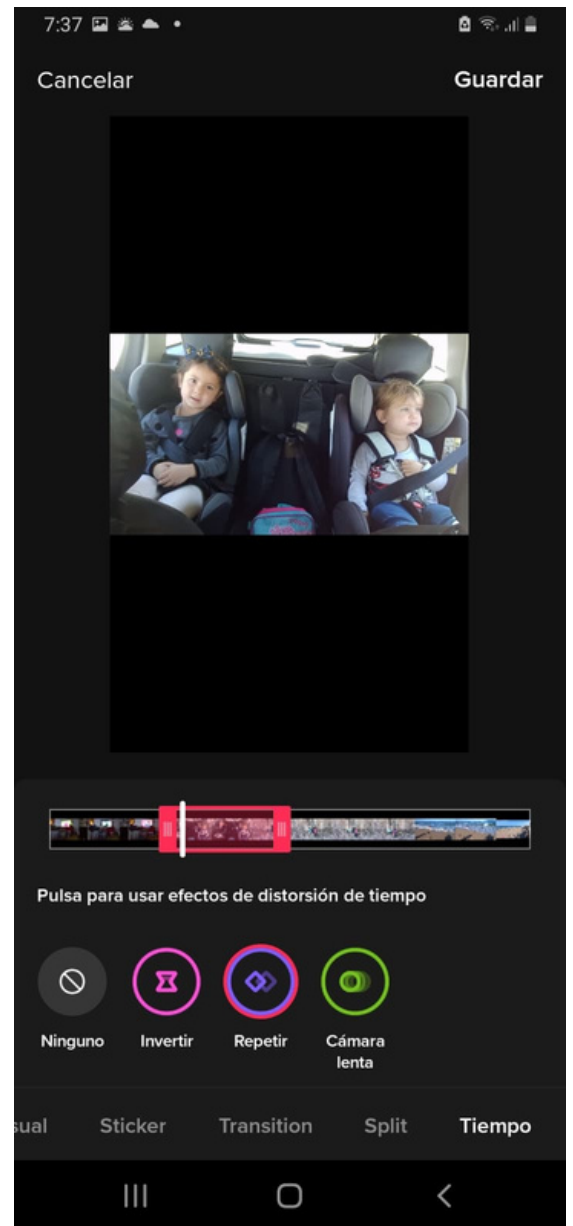 7:37
Cancelar
Guardar
Pulsa para usar efectos de distorsión de tiempo
Ninguno
Invertir
Repetir
Cámara
lenta
sual
Sticker
Transition
Split
Tiempo